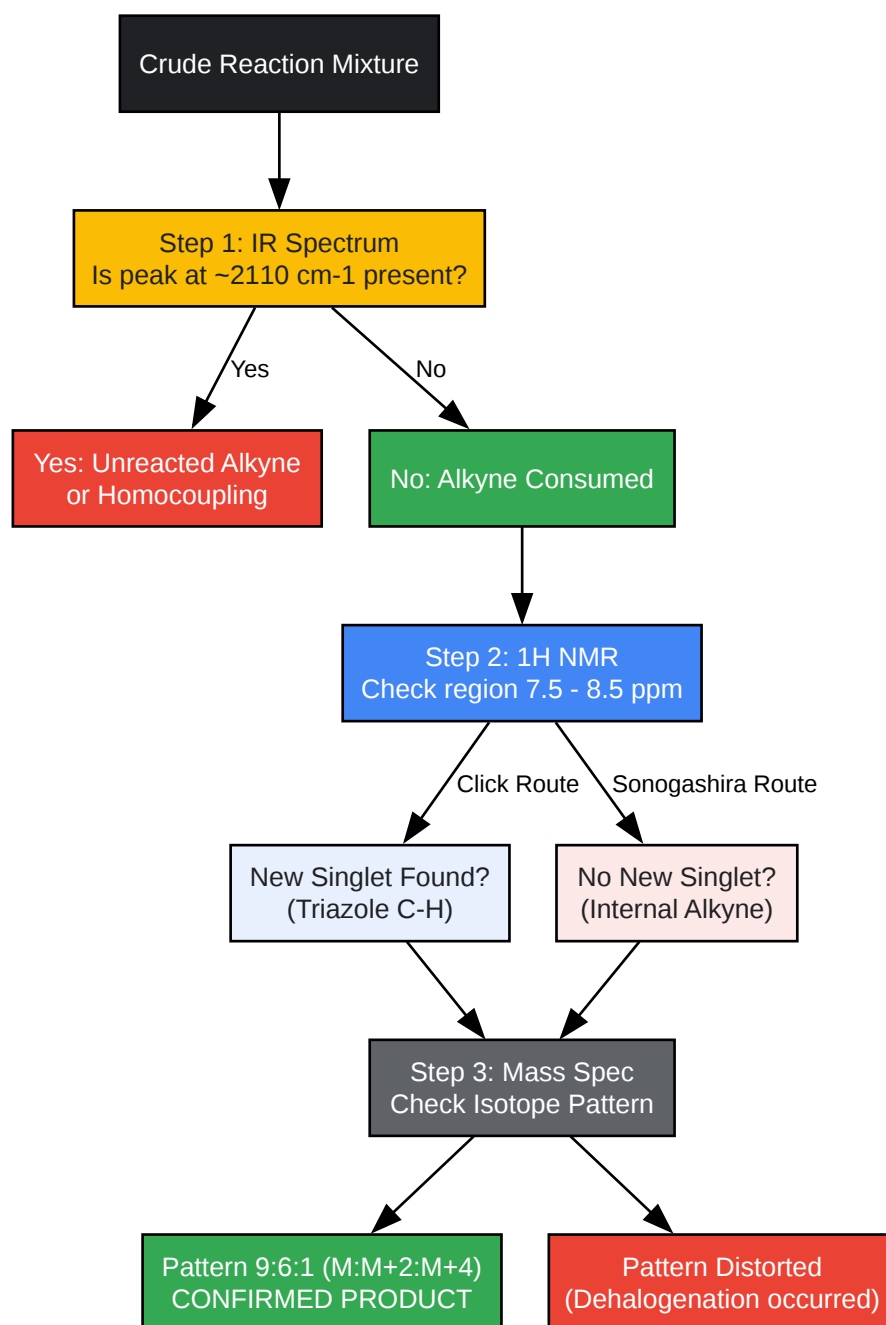 Crude Reaction Mixture
Step 1: IR Spectrum
Is peak at ~2110 cm-1 present?
Yes
No
Yes: Unreacted Alkyne
or Homocoupling
No: Alkyne Consumed
Step 2: 1H NMR
Check region 7.5 - 8.5 ppm
Click Route
Sonogashira Route
New Singlet Found?
(Triazole C-H)
No New Singlet?
(Internal Alkyne)
Step 3: Mass Spec
Check Isotope Pattern
Pattern 9:6:1 (M:M+2:M+4)
CONFIRMED PRODUCT
Pattern Distorted
(Dehalogenation occurred)